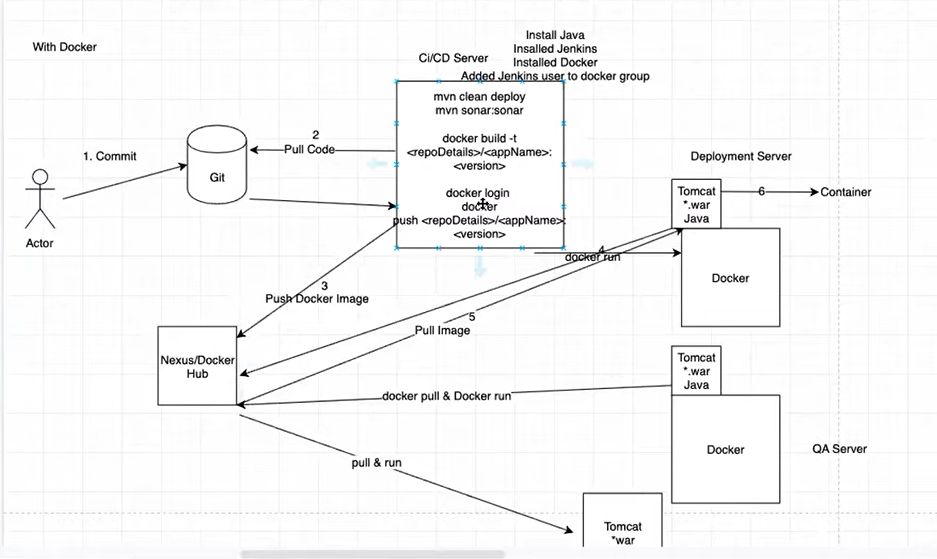 With Docker
Install Java
Insalled Jenkins
Installed Docker
Added Jenkins user to docker group
Ci/CD Server
mvn clean deploy
mvn sonar:sonar
docker build -t
<repoDetails>/<appName>:
<version>
docker login
docker
push <repoDetails>/<appName>:
<version>
1. Commit
2
Pull Code
Git
Actor
Deployment Server
Tomcat
*.war
Java
6
Container
4
docker run
Docker
3
Push Docker Image
5
Pull Image
Nexus/Docker
Hub
Tomcat
*.war
Java
docker pull & Docker run
Docker
QA Server
pull & run
Tomcat
*war